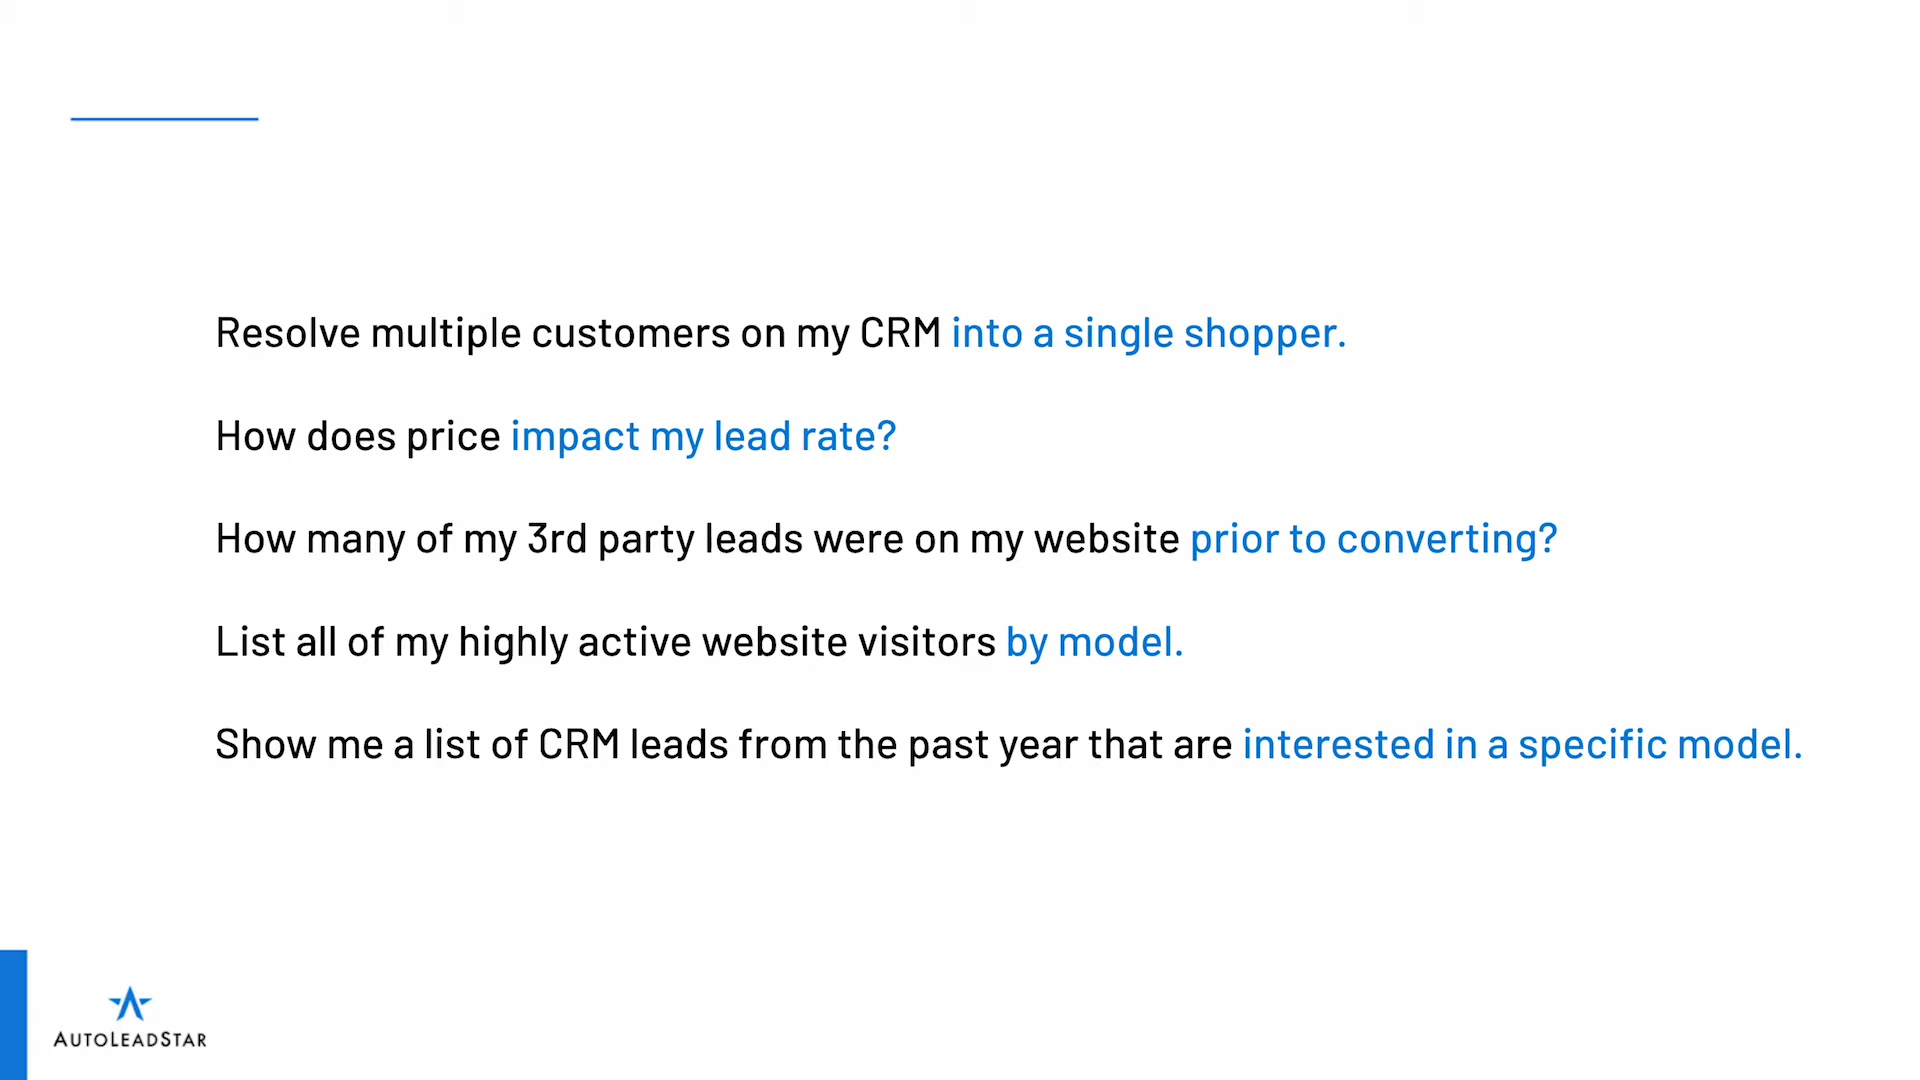 Resolve multiple customers on my CRM into a single shopper.
How does price impact my lead rate?
How many of my 3rd party leads were on my website prior to converting?
List all of my highly active website visitors by model.
Show me a list of CRM leads from the past year that are interested in a specific model.
AUTOLEADSTAR